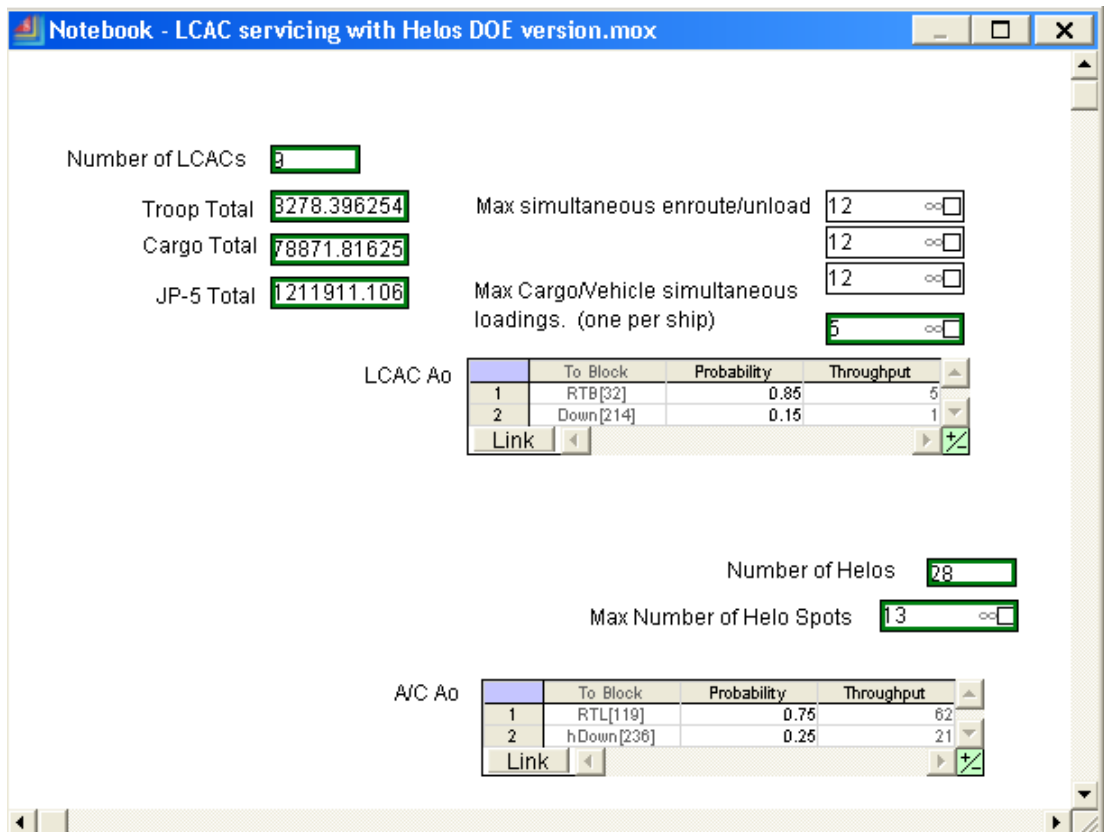 Notebook - LCAC servicing with Helos DOE version.mox
Number of LCACs 9
Troop Total 3278.396254
Max simultaneous enroute/unload 12
Cargo Total 78871.81625
12
JP-5 Total 1211911.106
12
Max Cargo/Vehicle simultaneous
loadings. (one per ship) 5
LCAC Ao
To Block Probability Throughput
1 RTB[32] 0.85 5
2 Down[214] 0.15 1
Link
Number of Helos 28
Max Number of Helo Spots 13
A/C Ao
To Block Probability Throughput
1 RTL[119] 0.75 62
2 hDown[236] 0.25 21
Link